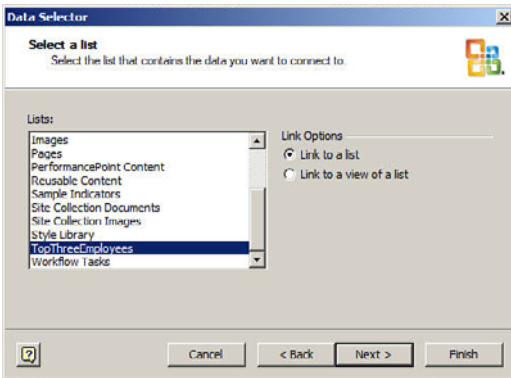 Data Selector
Select a list
Select the list that contains the data you want to connect to.
Lists:
Images
Pages
PerformancePoint Content
Reusable Content
Sample Indicators
Site Collection Documents
Site Collection Images
Style Library
TopThreeEmployees
Workflow Tasks
Link Options
Link to a list
Link to a view of a list
Cancel
< Back
Next >
Finish